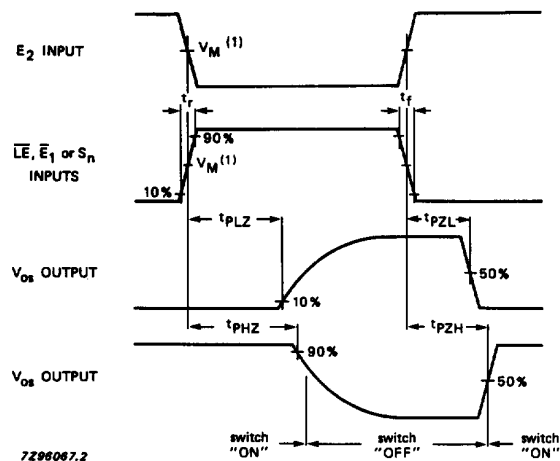 E2 INPUT
VM(1)
tr
tf
LE, E1 or Sn
INPUTS
90%
VM(1)
10%
tPLZ
tPZL
Vos OUTPUT
50%
10%
tPHZ
tPZH
Vos OUTPUT
90%
50%
switch "ON"
switch "OFF"
switch "ON"
7Z96067.2